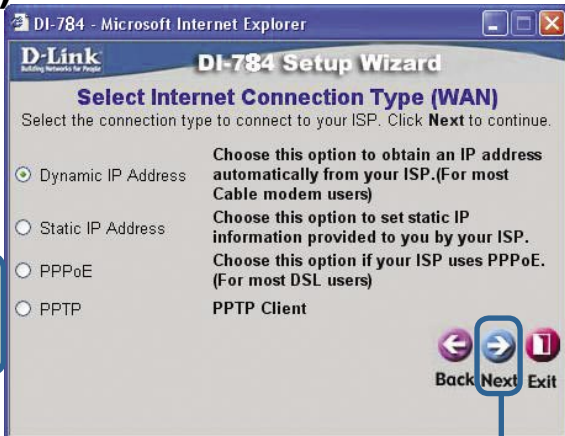 DI-784 - Microsoft Internet Explorer
D-Link
Building Networks for People
DI-784 Setup Wizard
Select Internet Connection Type (WAN)
Select the connection type to connect to your ISP. Click Next to continue.
Dynamic IP Address
Choose this option to obtain an IP address
automatically from your ISP.(For most
Cable modem users)
Static IP Address
Choose this option to set static IP
information provided to you by your ISP.
PPPoE
Choose this option if your ISP uses PPPoE.
(For most DSL users)
PPTP
PPTP Client
Back Next Exit